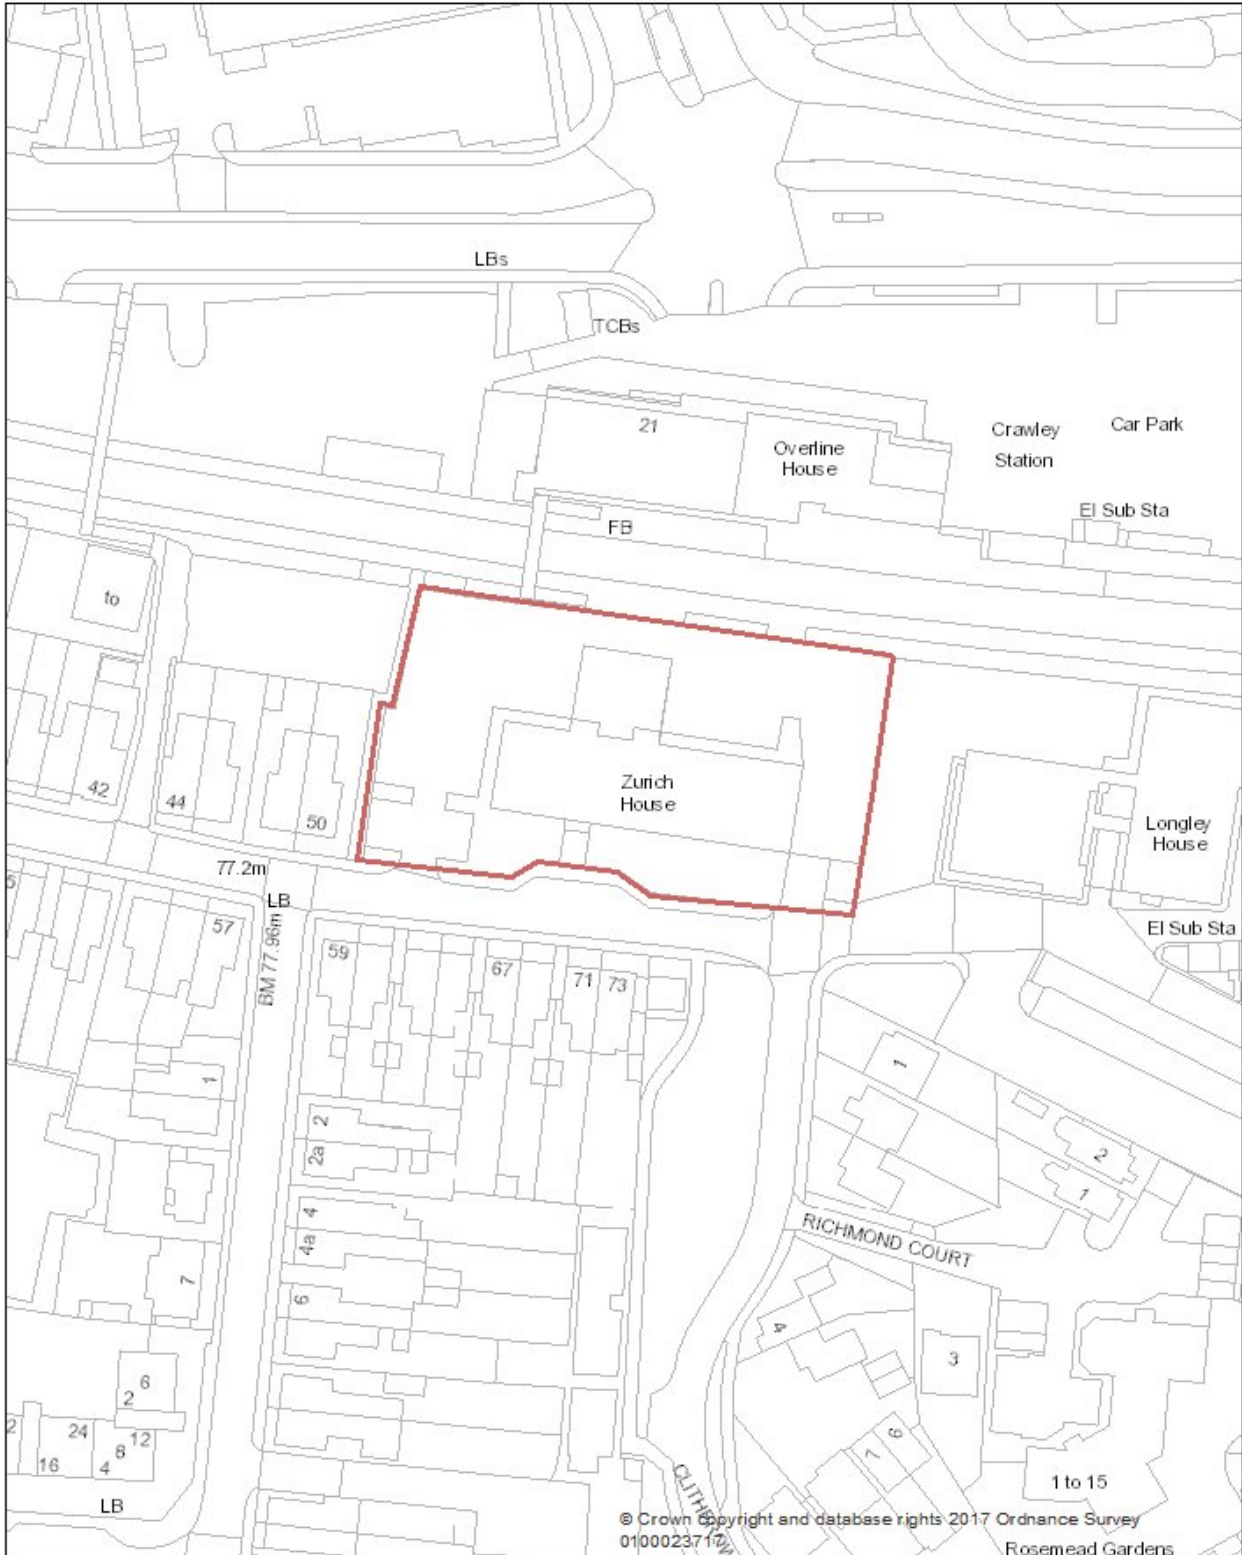 LBs
TCBs
21
Overline
House
Crawley
Station
Car Park
El Sub Sta
FB
to
42
44
50
Zurich
House
Longley
House
77.2m
LB
57
BM 77.96m
59
67
71
73
El Sub Sta
1
1
2
2a
2
1
4
4a
RICHMOND COURT
7
6
4
3
6
2
2
24
12
8
16
4
6
7
LB
1 to 15
© Crown copyright and database rights 2017 Ordnance Survey
Rosemead Gardens